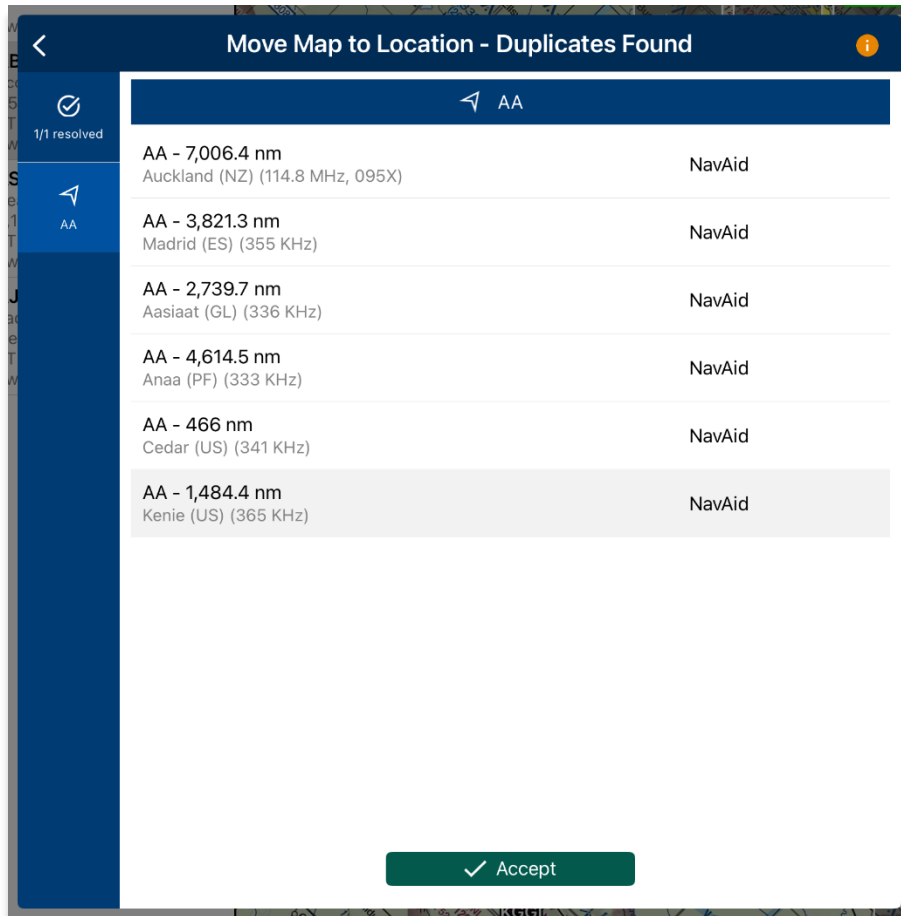 Move Map to Location - Duplicates Found
1/1 resolved
AA
AA
AA - 7,006.4 nm
Auckland (NZ) (114.8 MHz, 095X)
NavAid
AA - 3,821.3 nm
Madrid (ES) (355 KHz)
NavAid
AA - 2,739.7 nm
Aasiaat (GL) (336 KHz)
NavAid
AA - 4,614.5 nm
Anaa (PF) (333 KHz)
NavAid
AA - 466 nm
Cedar (US) (341 KHz)
NavAid
AA - 1,484.4 nm
Kenie (US) (365 KHz)
NavAid
Accept